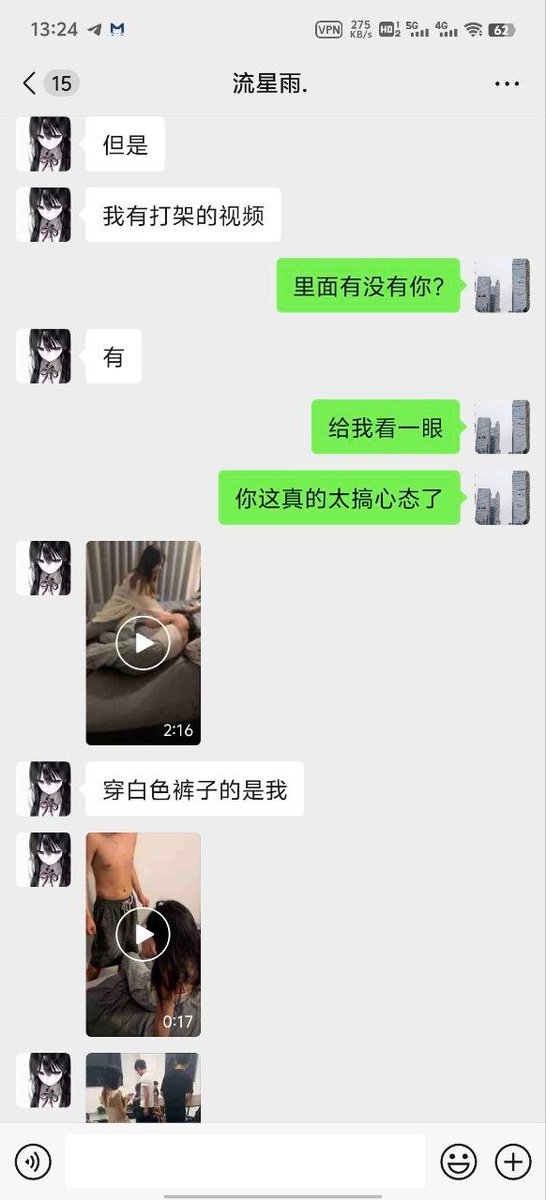 13:24
VPN 275 KB/s HD 1 2 5G 4G 62
15
流星雨.
但是
我有打架的视频
里面有没有你?
有
给我看一眼
你这真的太搞心态了
2:16
穿白色裤子的是我
0:17